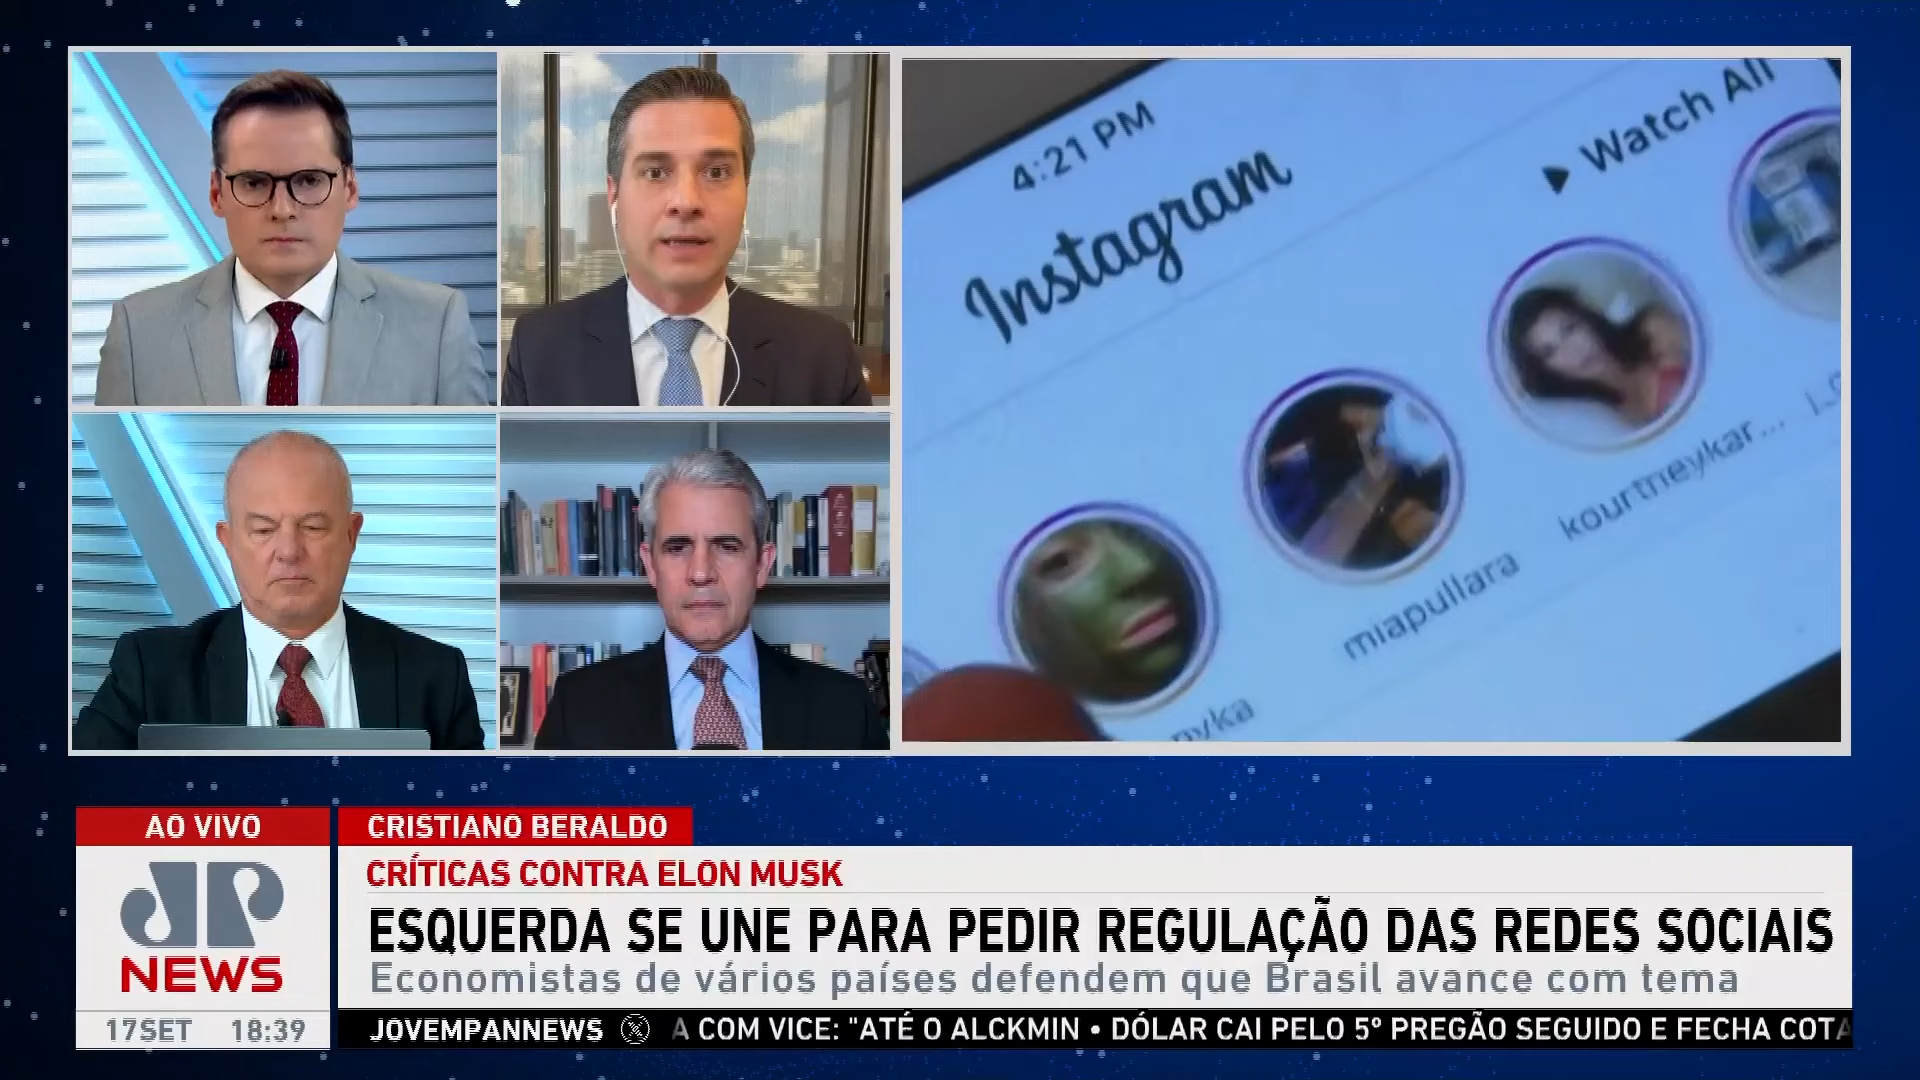 4:21 PM
Instagram
Watch All
kourtneykar...
miapullara
AO VIVO
CRISTIANO BERALDO
CRÍTICAS CONTRA ELON MUSK
ESQUERDA SE UNE PARA PEDIR REGULAÇÃO DAS REDES SOCIAIS
Economistas de vários países defendem que Brasil avance com tema
JP
NEWS
17SET 18:39
JOVEMPANNEWS X A COM VICE: "ATÉ O ALCKMIN • DÓLAR CAI PELO 5º PREGÃO SEGUIDO E FECHA COTA